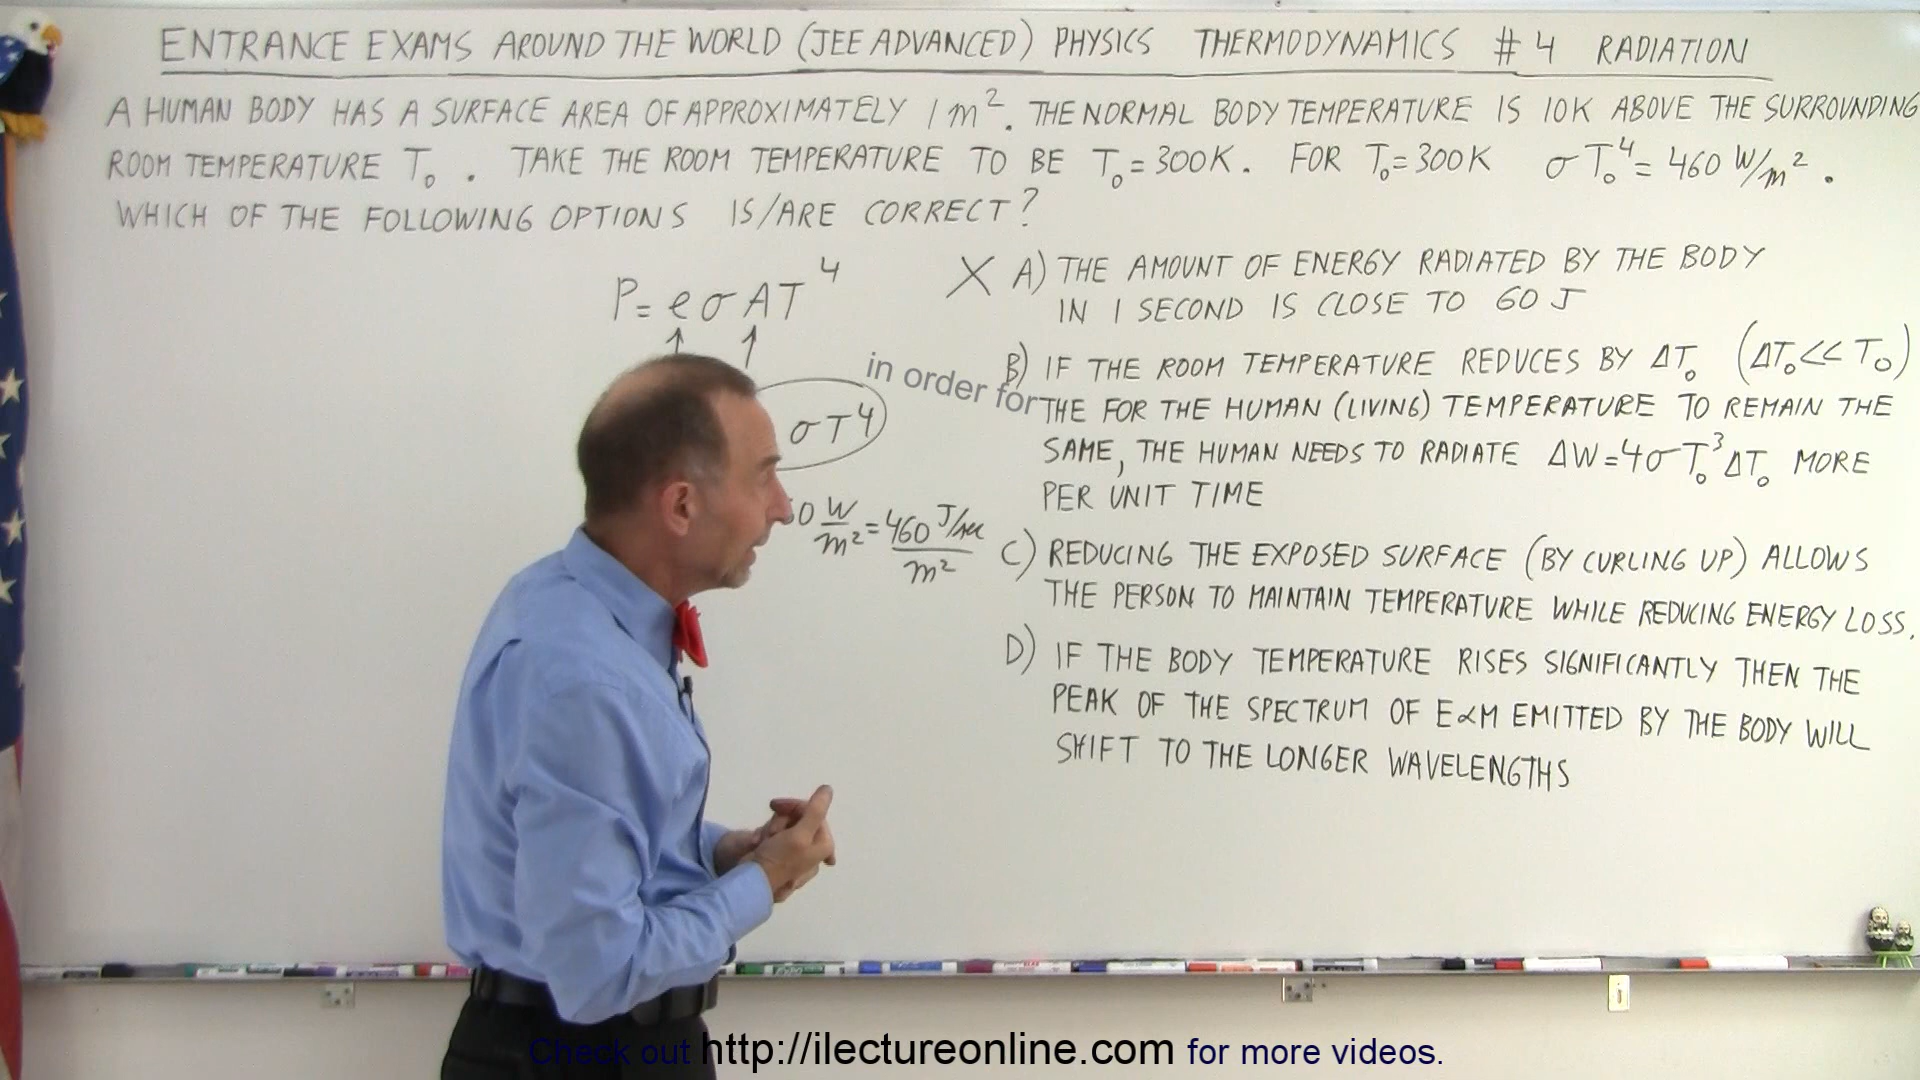 ENTRANCE EXAMS AROUND THE WORLD (JEE ADVANCED) PHYSICS THERMODYNAMICS # 4 RADIATION
A HUMAN BODY HAS A SURFACE AREA OF APPROXIMATELY 1 m². THE NORMAL BODY TEMPERATURE IS 10K ABOVE THE SURROUNDING
ROOM TEMPERATURE T₀. TAKE THE ROOM TEMPERATURE TO BE T₀ = 300K. FOR T₀ = 300K σT₀⁴ = 460 W/m².
WHICH OF THE FOLLOWING OPTIONS IS/ARE CORRECT?
P = e σ A T⁴
↑ ↑
σT⁴
0 W/m² = 460 J/sec / m²
X A) THE AMOUNT OF ENERGY RADIATED BY THE BODY
IN 1 SECOND IS CLOSE TO 60 J
B) IF THE ROOM TEMPERATURE REDUCES BY ΔT₀ (ΔT₀ << T₀)
in order for
THE FOR THE HUMAN (LIVING) TEMPERATURE TO REMAIN THE
SAME, THE HUMAN NEEDS TO RADIATE ΔW = 4σT₀³ΔT₀ MORE
PER UNIT TIME
C) REDUCING THE EXPOSED SURFACE (BY CURLING UP) ALLOWS
THE PERSON TO MAINTAIN TEMPERATURE WHILE REDUCING ENERGY LOSS.
D) IF THE BODY TEMPERATURE RISES SIGNIFICANTLY THEN THE
PEAK OF THE SPECTRUM OF E∝M EMITTED BY THE BODY WILL
SHIFT TO THE LONGER WAVELENGTHS
Check out http://ilectureonline.com for more videos.